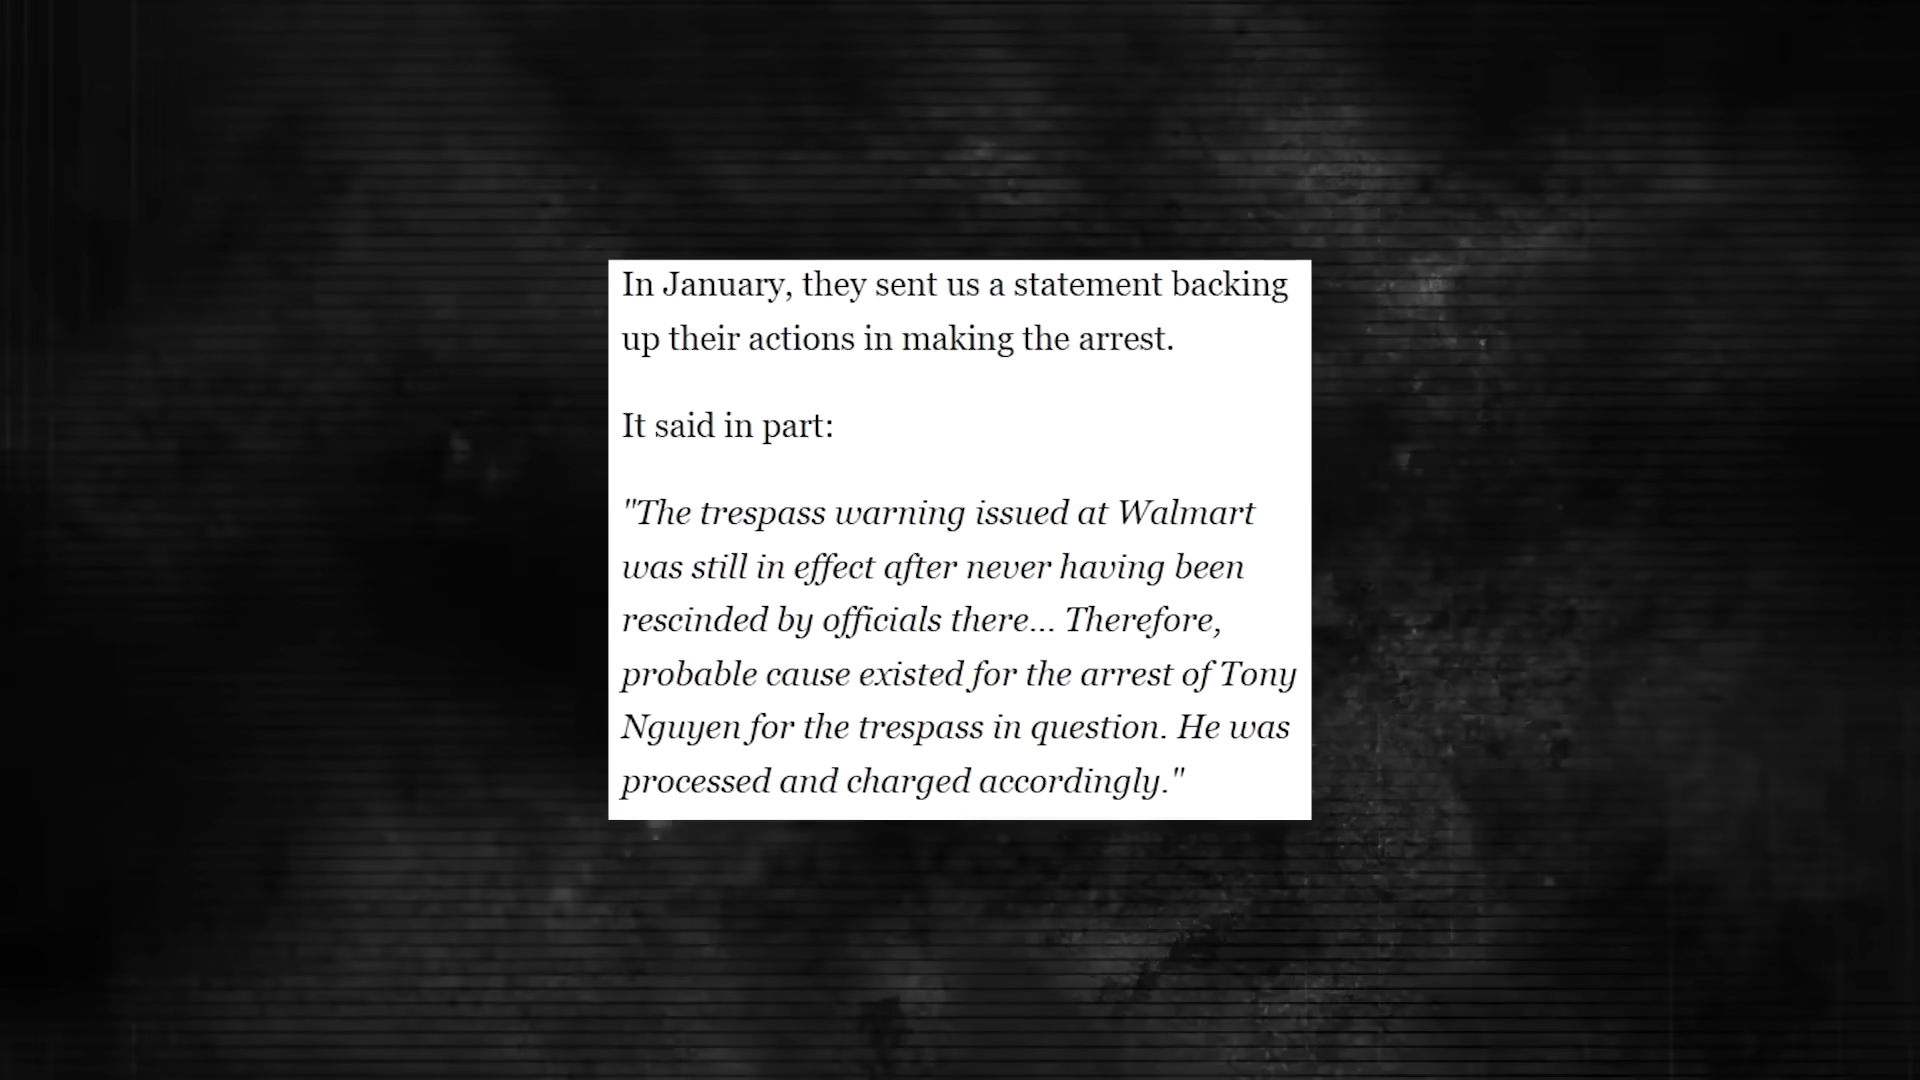 In January, they sent us a statement backing
up their actions in making the arrest.
It said in part:
"The trespass warning issued at Walmart
was still in effect after never having been
rescinded by officials there... Therefore,
probable cause existed for the arrest of Tony
Nguyen for the trespass in question. He was
processed and charged accordingly."